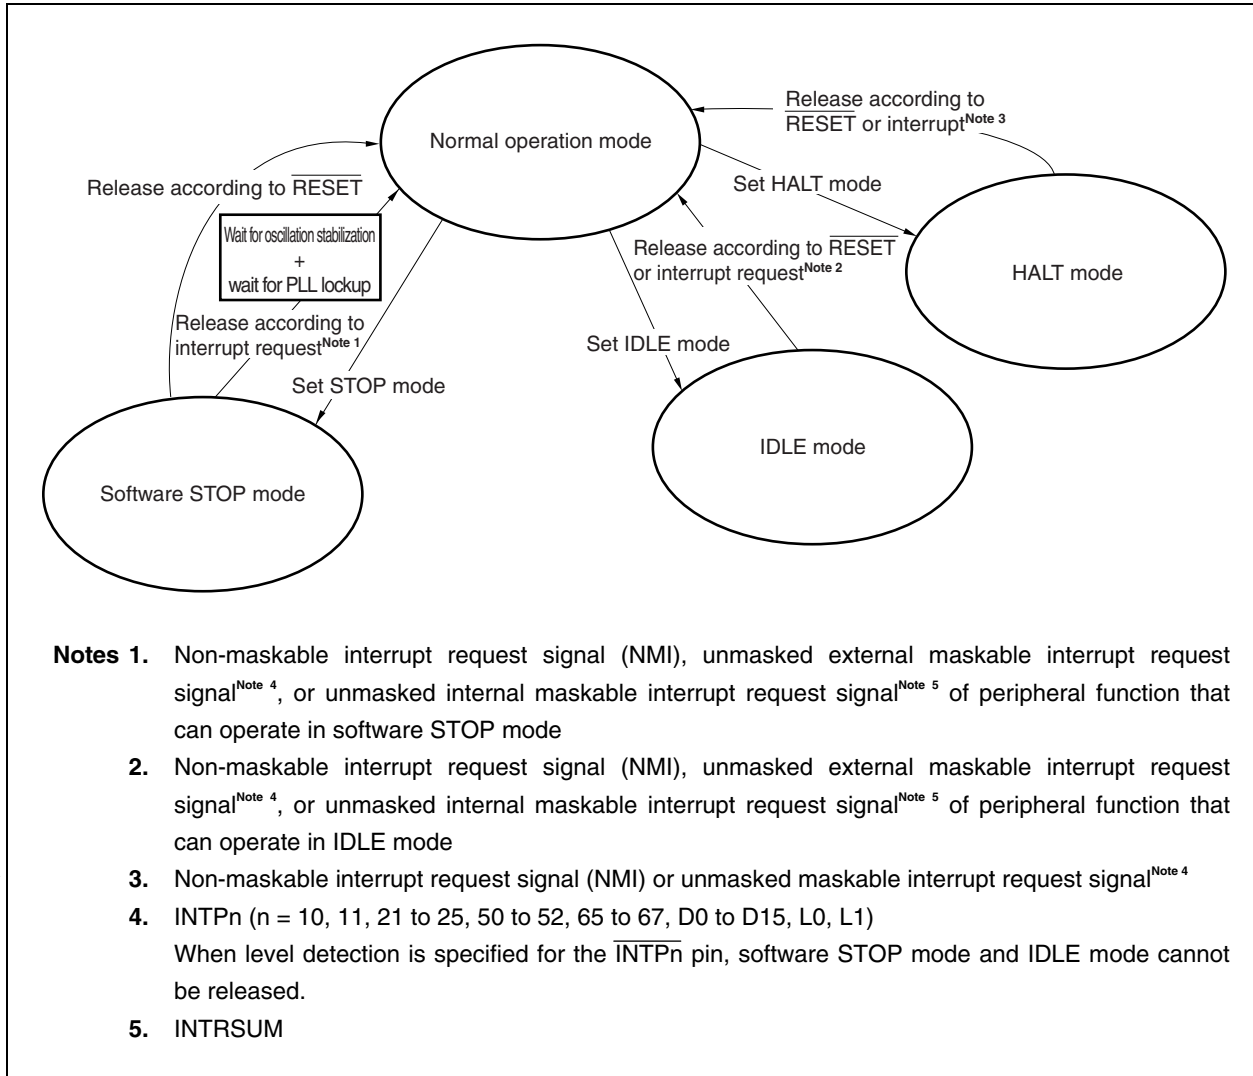 Normal operation mode
Release according to
RESET or interrupt Note 3
Release according to RESET
Set HALT mode
Wait for oscillation stabilization
+
wait for PLL lockup
Release according to RESET
or interrupt request Note 2
HALT mode
Release according to
interrupt request Note 1
Set IDLE mode
Set STOP mode
IDLE mode
Software STOP mode
Notes 1. Non-maskable interrupt request signal (NMI), unmasked external maskable interrupt request
signal Note 4, or unmasked internal maskable interrupt request signal Note 5 of peripheral function that
can operate in software STOP mode
2. Non-maskable interrupt request signal (NMI), unmasked external maskable interrupt request
signal Note 4, or unmasked internal maskable interrupt request signal Note 5 of peripheral function that
can operate in IDLE mode
3. Non-maskable interrupt request signal (NMI) or unmasked maskable interrupt request signal Note 4
4. INTPn (n = 10, 11, 21 to 25, 50 to 52, 65 to 67, D0 to D15, L0, L1)
When level detection is specified for the INTPn pin, software STOP mode and IDLE mode cannot
be released.
5. INTRSUM